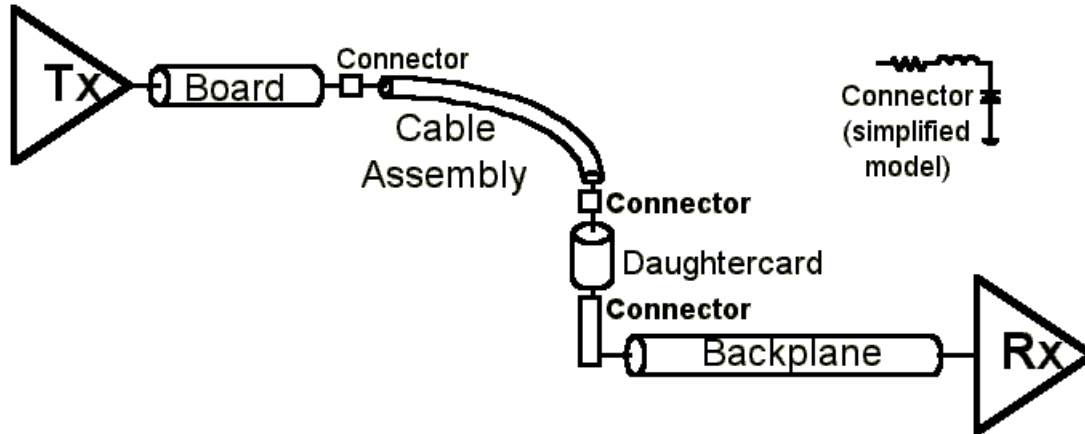 Tx
Board
Connector
Cable
Assembly
Connector
Daughtercard
Connector
Backplane
Rx
Connector
(simplified
model)